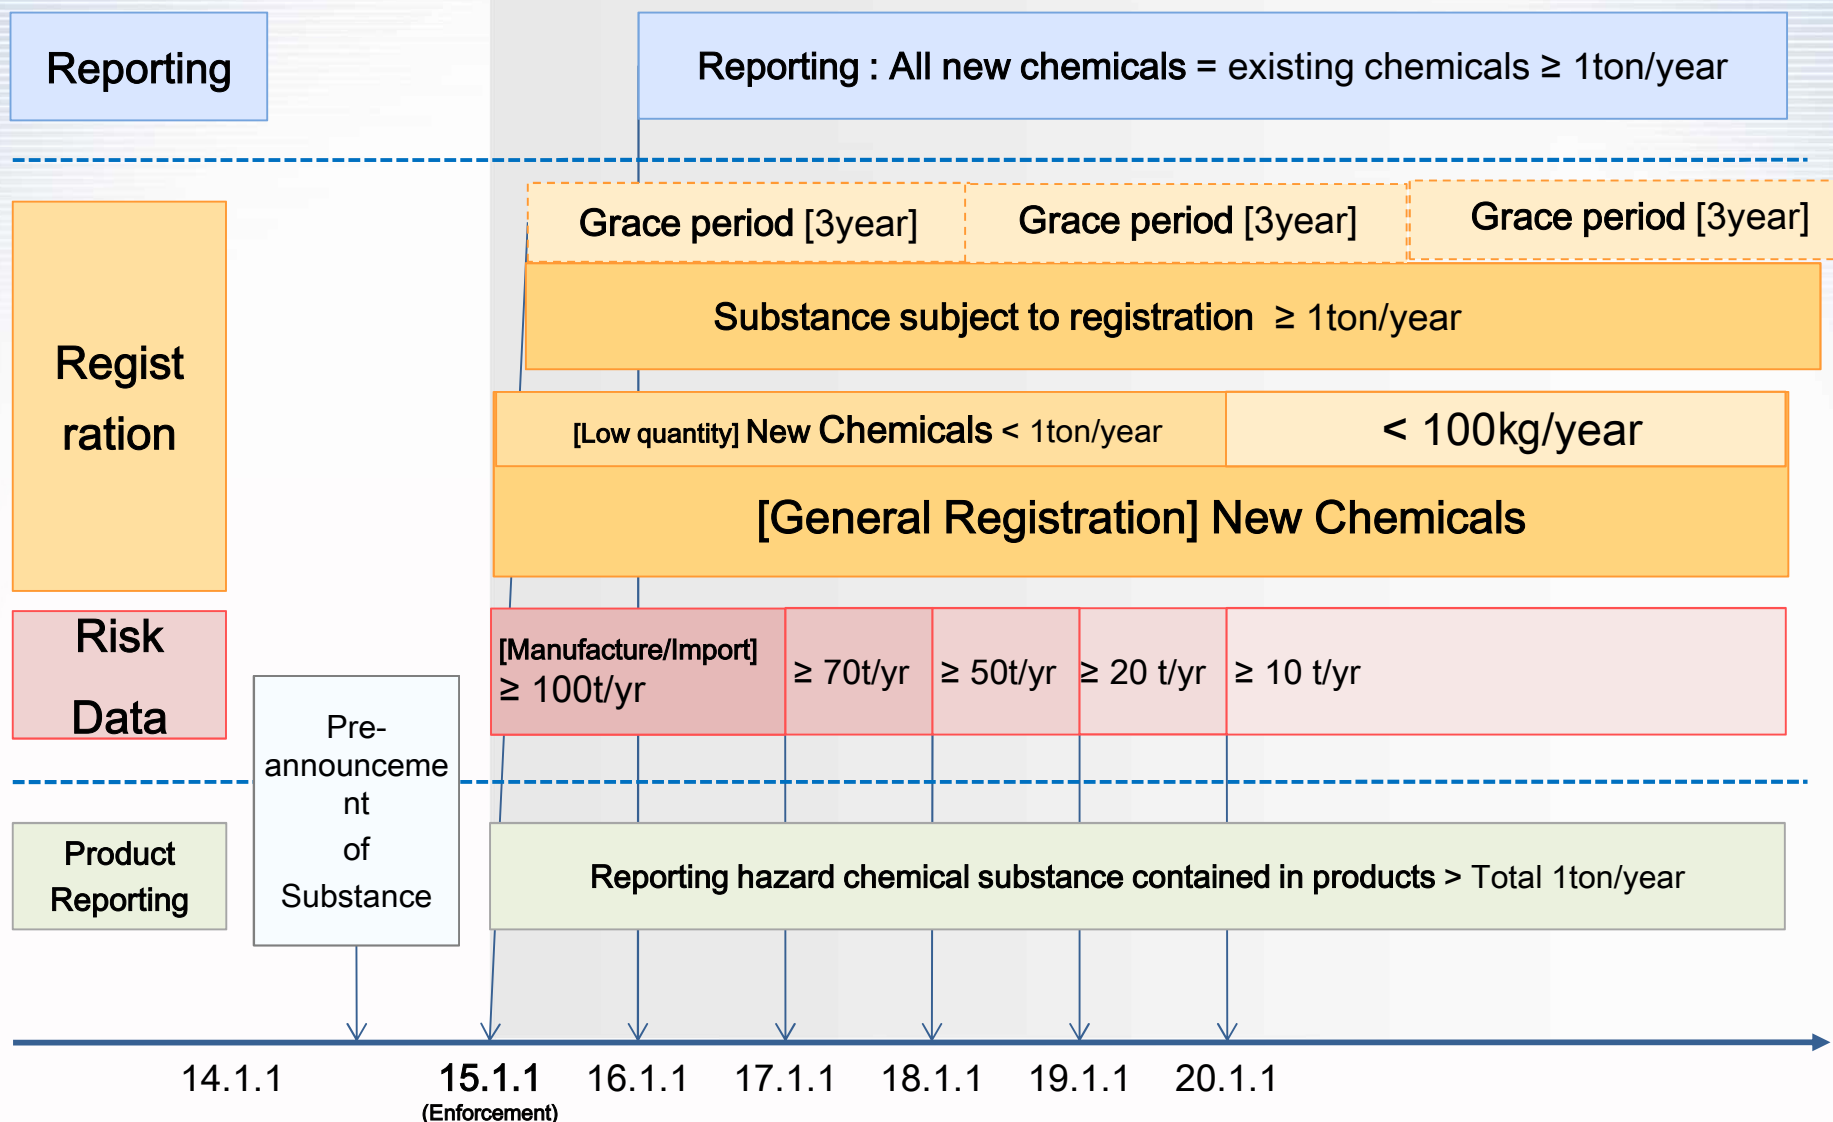 Reporting
Reporting : All new chemicals = existing chemicals ≥ 1ton/year
Grace period [3year]
Grace period [3year]
Grace period [3year]
Regist
ration
Substance subject to registration ≥ 1ton/year
[Low quantity] New Chemicals < 1ton/year
< 100kg/year
[General Registration] New Chemicals
Risk
Data
[Manufacture/Import]
≥ 100t/yr
≥ 70t/yr
≥ 50t/yr
≥ 20 t/yr
≥ 10 t/yr
Pre-
announceme
nt
of
Substance
Product
Reporting
Reporting hazard chemical substance contained in products > Total 1ton/year
14.1.1
15.1.1
(Enforcement)
16.1.1
17.1.1
18.1.1
19.1.1
20.1.1